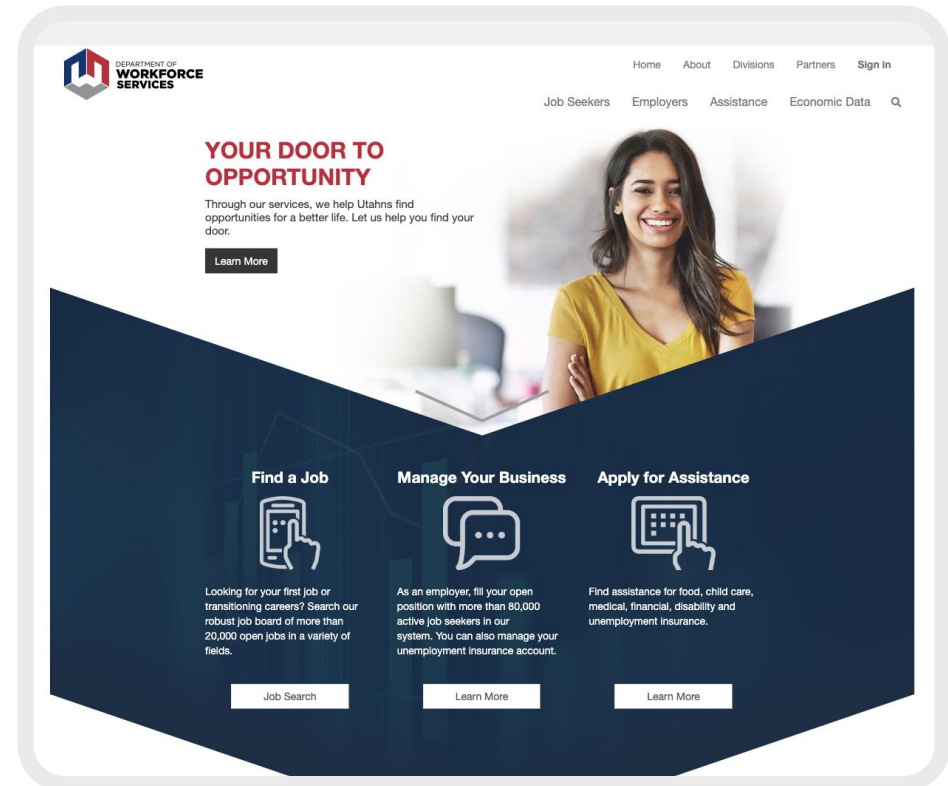 DEPARTMENT OF
WORKFORCE
SERVICES
Home About Divisions Partners Sign in
Job Seekers Employers Assistance Economic Data
YOUR DOOR TO
OPPORTUNITY
Through our services, we help Utahns find
opportunities for a better life. Let us help you find your
door.
Learn More
Find a Job
Looking for your first job or
transitioning careers? Search our
robust job board of more than
20,000 open jobs in a variety of
fields.
Job Search
Manage Your Business
As an employer, fill your open
position with more than 80,000
active job seekers in our
system. You can also manage your
unemployment insurance account.
Learn More
Apply for Assistance
Find assistance for food, child care,
medical, financial, disability and
unemployment insurance.
Learn More